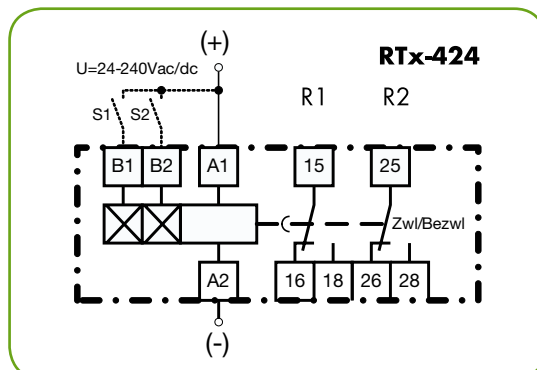 (+)
RTx-424
U=24-240Vac/dc
R1 R2
S1 S2
B1 B2 A1 15 25
Zwl/Bezwl
A2 16 18 26 28
(-)